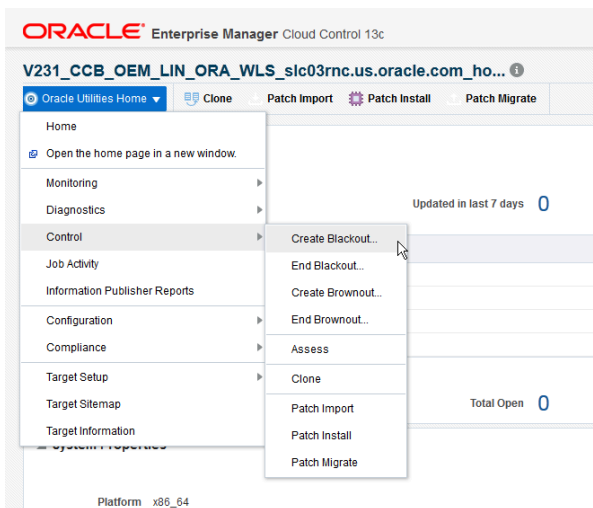 ORACLE Enterprise Manager Cloud Control 13c
V231_CCB_OEM_LIN_ORA_WLS_slc03rnc.us.oracle.com_ho...
Oracle Utilities Home Clone Patch Import Patch Install Patch Migrate
Home
Open the home page in a new window.
Monitoring
Diagnostics
Control
Job Activity
Information Publisher Reports
Configuration
Compliance
Target Setup
Target Sitemap
Target Information
Create Blackout...
End Blackout...
Create Brownout...
End Brownout...
Assess
Clone
Patch Import
Patch Install
Patch Migrate
Updated in last 7 days 0
Total Open 0
System Properties
Platform x86_64